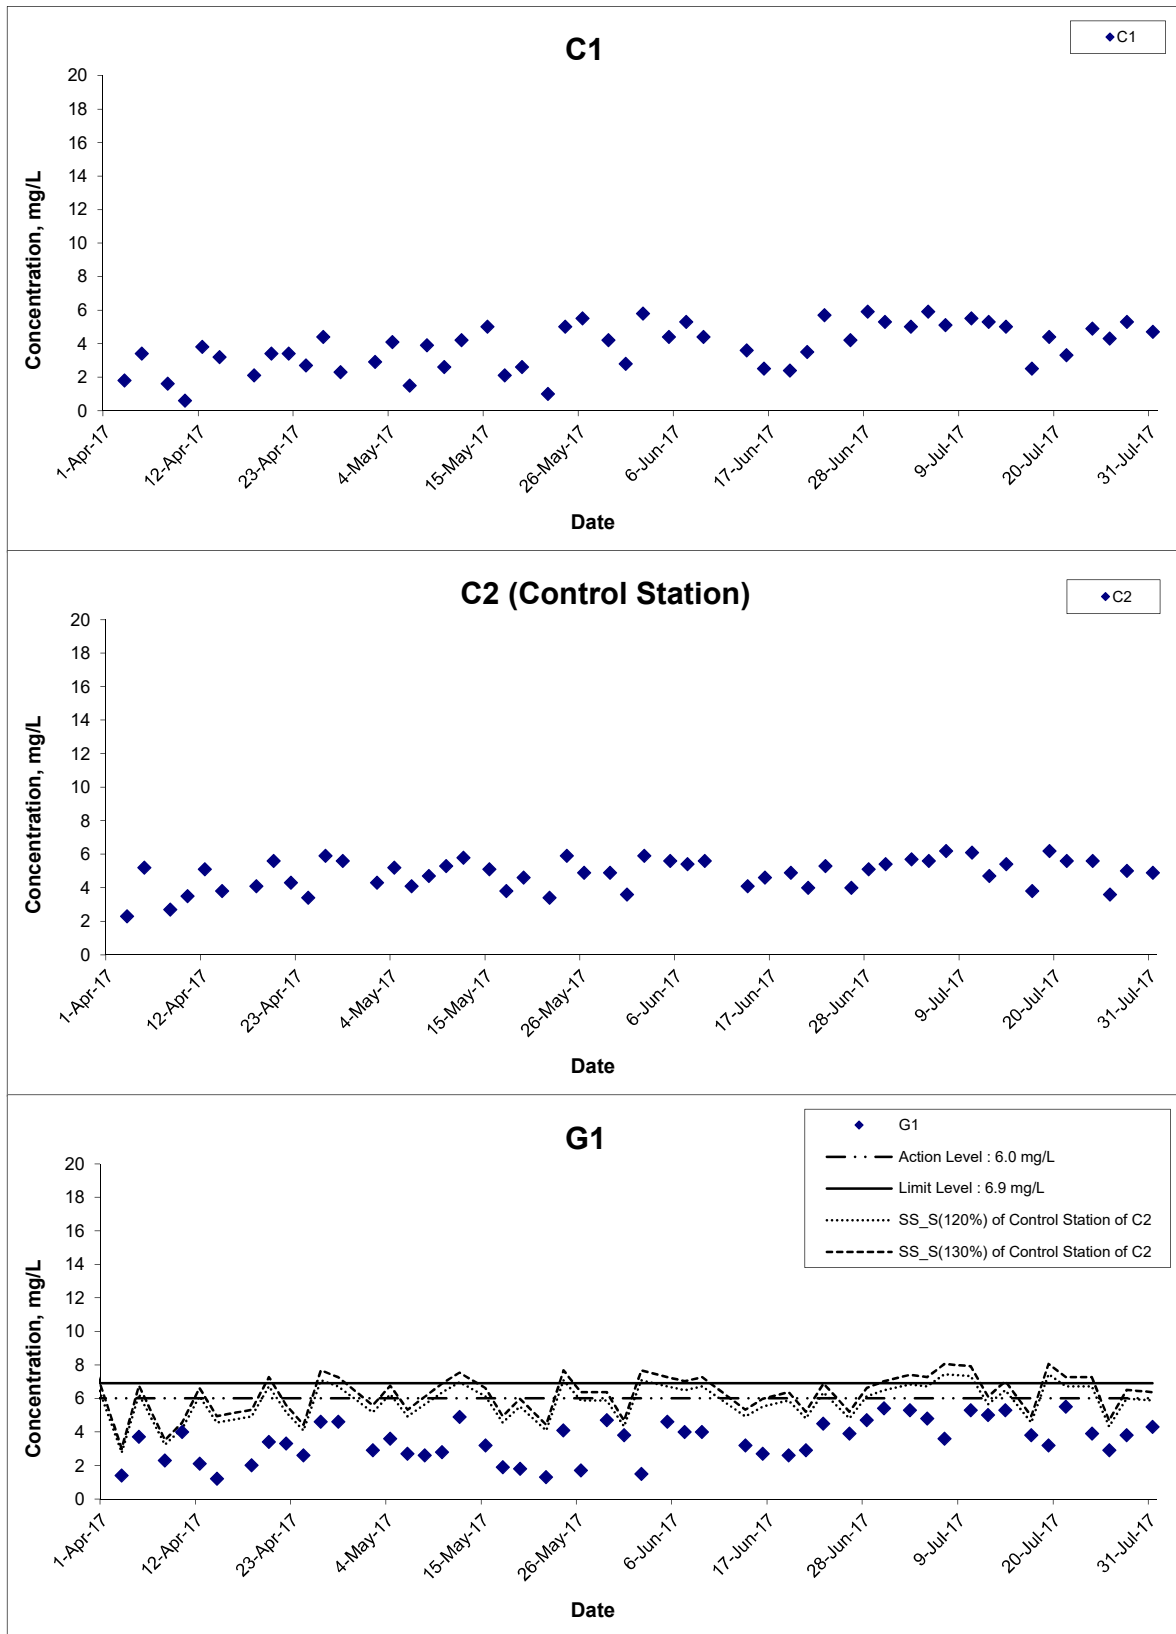 C1
C1
Concentration, mg/L
20
18
16
14
12
10
8
6
4
2
0
1-Apr-17
12-Apr-17
23-Apr-17
4-May-17
15-May-17
26-May-17
6-Jun-17
17-Jun-17
28-Jun-17
9-Jul-17
20-Jul-17
31-Jul-17
Date
C2 (Control Station)
C2
Concentration, mg/L
20
18
16
14
12
10
8
6
4
2
0
1-Apr-17
12-Apr-17
23-Apr-17
4-May-17
15-May-17
26-May-17
6-Jun-17
17-Jun-17
28-Jun-17
9-Jul-17
20-Jul-17
31-Jul-17
Date
G1
G1
Action Level : 6.0 mg/L
Limit Level : 6.9 mg/L
SS_S(120%) of Control Station of C2
SS_S(130%) of Control Station of C2
Concentration, mg/L
20
18
16
14
12
10
8
6
4
2
0
1-Apr-17
12-Apr-17
23-Apr-17
4-May-17
15-May-17
26-May-17
6-Jun-17
17-Jun-17
28-Jun-17
9-Jul-17
20-Jul-17
31-Jul-17
Date